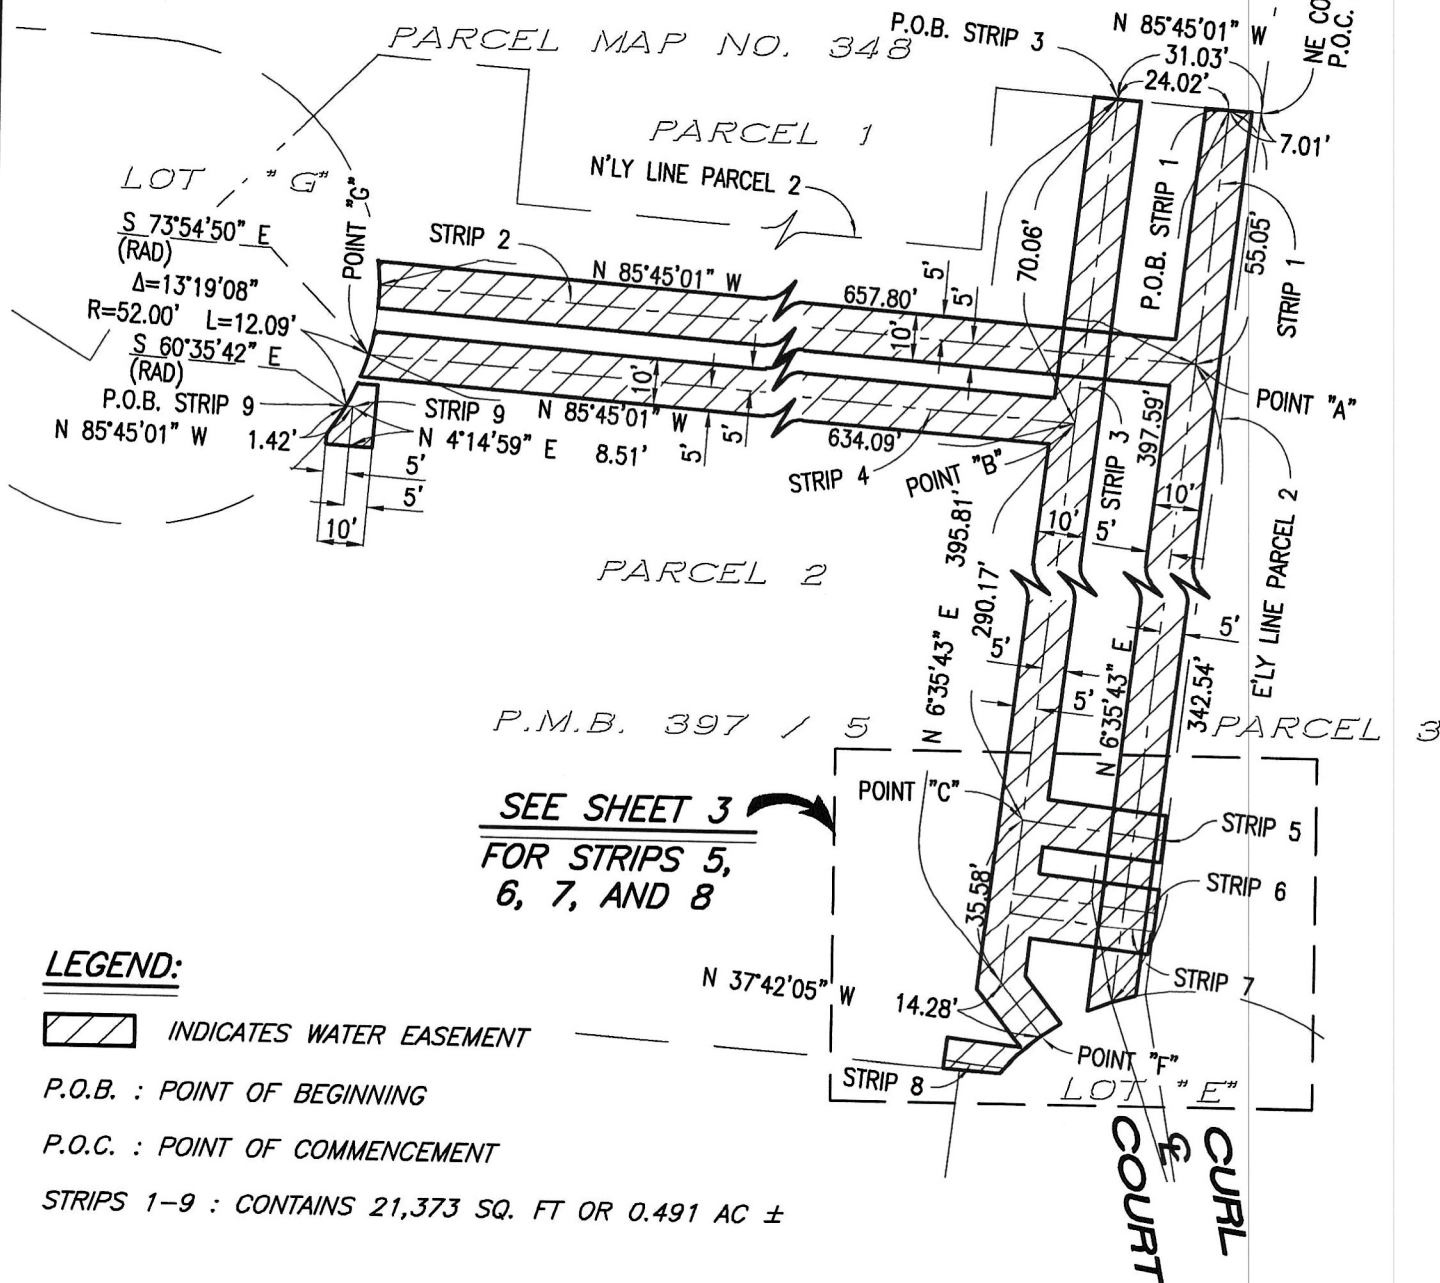 PARCEL MAP NO. 348
P.O.B. STRIP 3
N 85°45'01" W
31.03'
24.02'
7.01'
NE CO
P.O.C.
PARCEL 1
N'LY LINE PARCEL 2
LOT "G"
POINT "G"
S 73°54'50" E
(RAD)
Δ=13°19'08"
R=52.00' L=12.09'
S 60°35'42" E
(RAD)
P.O.B. STRIP 9
N 85°45'01" W 1.42'
STRIP 2
N 85°45'01" W
657.80'
5'
5'
10'
70.06'
P.O.B. STRIP 1
55.05'
STRIP 1
POINT "A"
10'
STRIP 9
N 85°45'01" W
N 4°14'59" E 8.51'
5'
5'
634.09'
STRIP 4
POINT "B"
STRIP 3
397.59'
5'
5'
10'
395.81'
10'
5'
10'
E'LY LINE PARCEL 2
PARCEL 2
N 6°35'43" E
290.17'
5'
5'
N 6°35'43" E
5'
342.54'
P.M.B. 397 / 5
PARCEL 3
SEE SHEET 3
FOR STRIPS 5,
6, 7, AND 8
POINT "C"
STRIP 5
STRIP 6
35.58'
STRIP 7
N 37°42'05" W
14.28'
POINT "F"
STRIP 8
LOT "E"
CURL
℄
COURT
LEGEND:
INDICATES WATER EASEMENT
P.O.B. : POINT OF BEGINNING
P.O.C. : POINT OF COMMENCEMENT
STRIPS 1-9 : CONTAINS 21,373 SQ. FT OR 0.491 AC ±